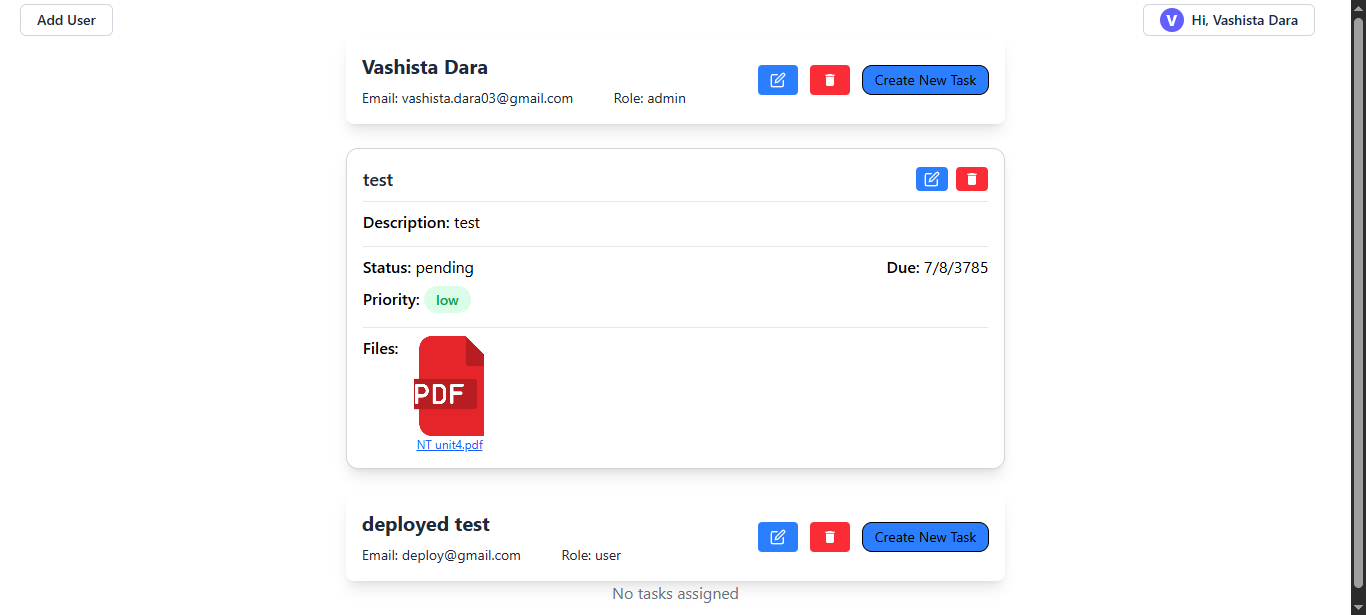 Add User
V Hi, Vashista Dara
Vashista Dara
Email: vashista.dara03@gmail.com Role: admin
Create New Task
test
Description: test
Status: pending Due: 7/8/3785
Priority: low
Files:
PDF
NT unit4.pdf
deployed test
Email: deploy@gmail.com Role: user
Create New Task
No tasks assigned